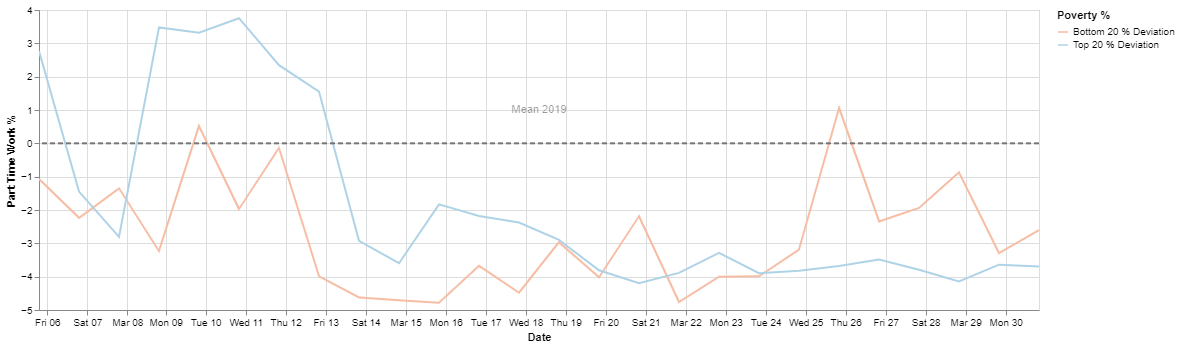 4
3
2
1
0
−1
−2
−3
−4
−5
Part Time Work %
Mean 2019
Fri 06 Sat 07 Mar 08 Mon 09 Tue 10 Wed 11 Thu 12 Fri 13 Sat 14 Mar 15 Mon 16 Tue 17 Wed 18 Thu 19 Fri 20 Sat 21 Mar 22 Mon 23 Tue 24 Wed 25 Thu 26 Fri 27 Sat 28 Mar 29 Mon 30
Date
Poverty %
Bottom 20 % Deviation
Top 20 % Deviation